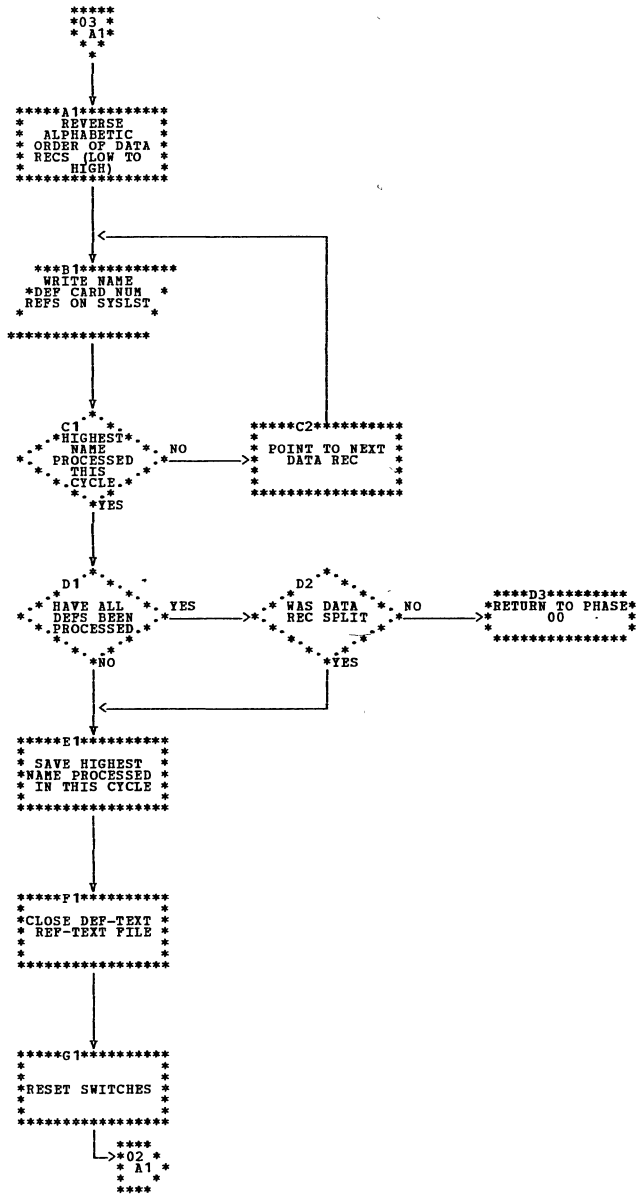 03
A1
A1
REVERSE
ALPHABETIC
ORDER OF DATA
RECS (LOW TO
HIGH)
B1
WRITE NAME
DEF CARD NUM
REFS ON SYSLST
C1
HIGHEST
NAME
PROCESSED
THIS
CYCLE
NO
YES
C2
POINT TO NEXT
DATA REC
D1
HAVE ALL
DEFS BEEN
PROCESSED
YES
NO
D2
WAS DATA
REC SPLIT
NO
YES
D3
RETURN TO PHASE
00
E1
SAVE HIGHEST
NAME PROCESSED
IN THIS CYCLE
F1
CLOSE DEF-TEXT
REF-TEXT FILE
G1
RESET SWITCHES
02
A1